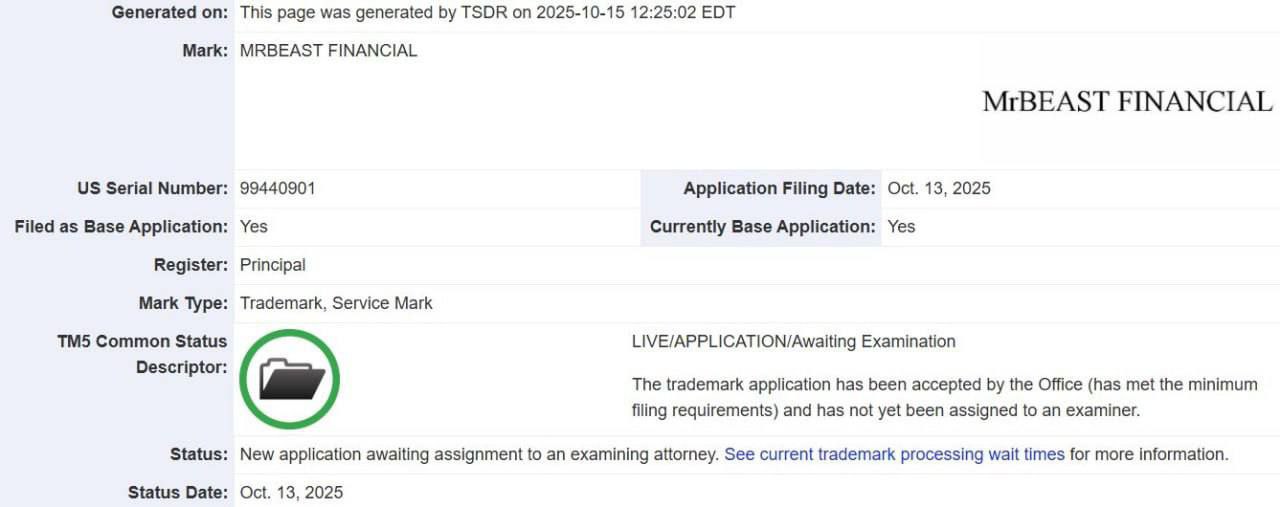 Generated on: This page was generated by TSDR on 2025-10-15 12:25:02 EDT
Mark: MRBEAST FINANCIAL
MrBEAST FINANCIAL
US Serial Number: 99440901 Application Filing Date: Oct. 13, 2025
Filed as Base Application: Yes Currently Base Application: Yes
Register: Principal
Mark Type: Trademark, Service Mark
TM5 Common Status
Descriptor:
LIVE/APPLICATION/Awaiting Examination
The trademark application has been accepted by the Office (has met the minimum
filing requirements) and has not yet been assigned to an examiner.
Status: New application awaiting assignment to an examining attorney. See current trademark processing wait times for more information.
Status Date: Oct. 13, 2025